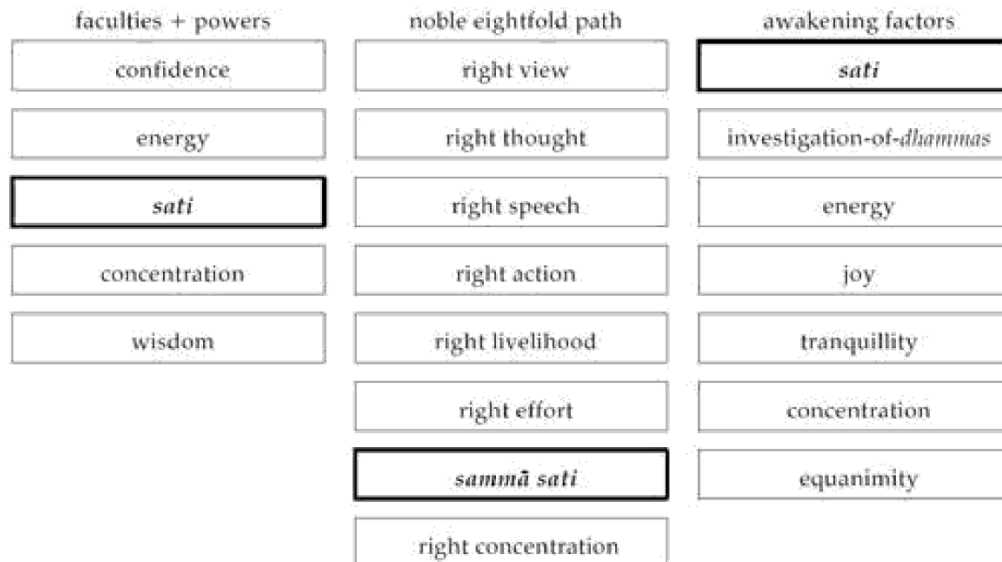 faculties + powers
confidence
energy
sati
concentration
wisdom
noble eightfold path
right view
right thought
right speech
right action
right livelihood
right effort
sammā sati
right concentration
awakening factors
sati
investigation-of-dhammas
energy
joy
tranquillity
concentration
equanimity